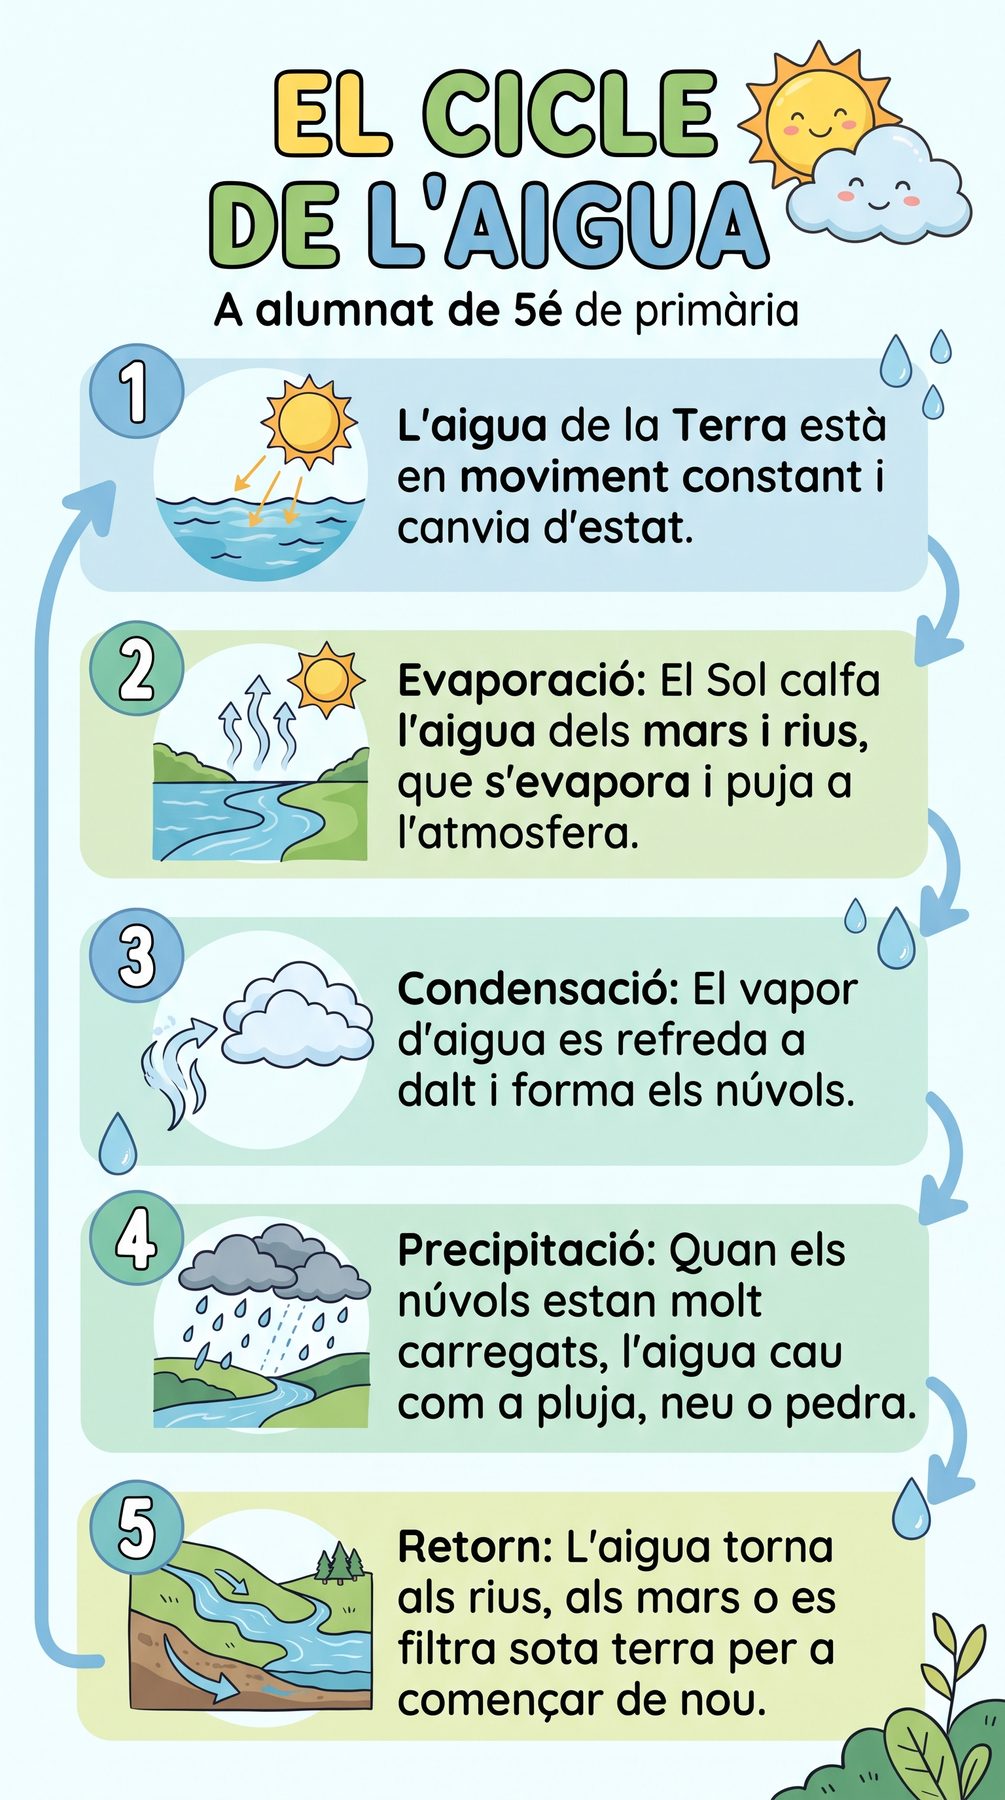 EL CICLE
DE L'AIGUA
A alumnat de 5é de primària
1
L'aigua de la Terra està
en moviment constant i
canvia d'estat.
2
Evaporació: El Sol calfa
l'aigua dels mars i rius,
que s'evapora i puja a
l'atmosfera.
3
Condensació: El vapor
d'aigua es refreda a
dalt i forma els núvols.
4
Precipitació: Quan els
núvols estan molt
carregats, l'aigua cau
com a pluja, neu o pedra.
5
Retorn: L'aigua torna
als rius, als mars o es
filtra sota terra per a
començar de nou.